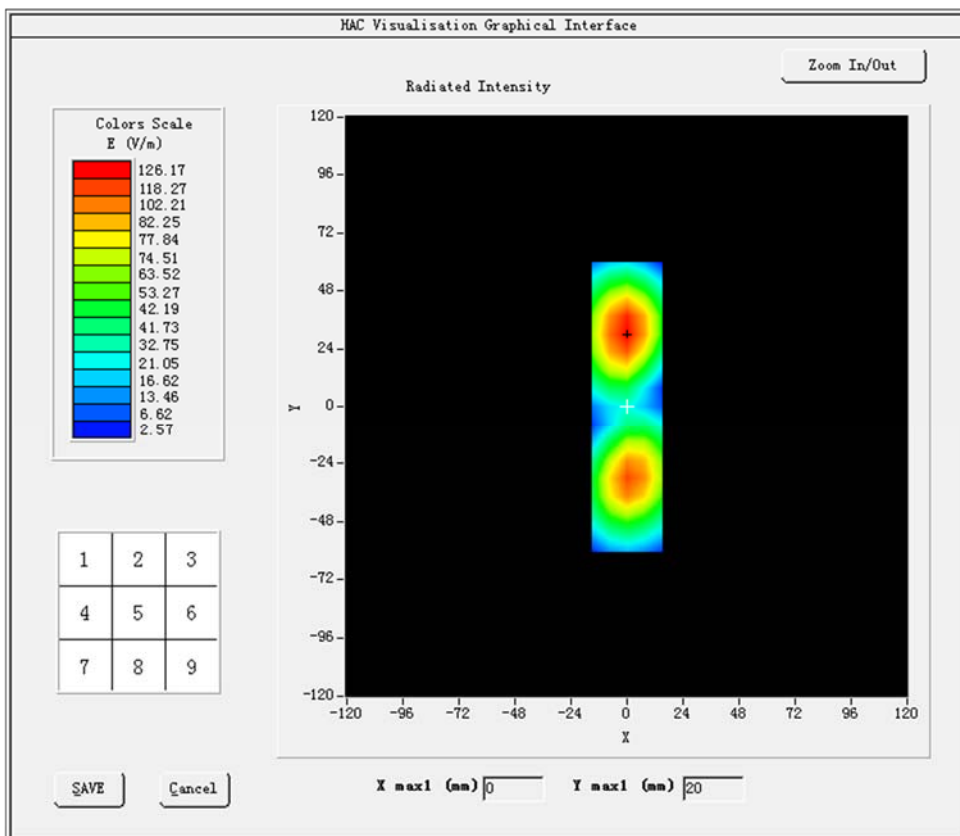 HAC Visualisation Graphical Interface
Zoom In/Out
Radiated Intensity
Colors Scale
E (V/m)
126.17
118.27
102.21
82.25
77.84
74.51
63.52
53.27
42.19
41.73
32.75
21.05
16.62
13.46
6.62
2.57
120
96
72
48
24
0
-24
-48
-72
-96
-120
Y
-120 -96 -72 -48 -24 0 24 48 72 96 120
X
1 2 3
4 5 6
7 8 9
SAVE Cancel
X max1 (mm) 0 Y max1 (mm) 20